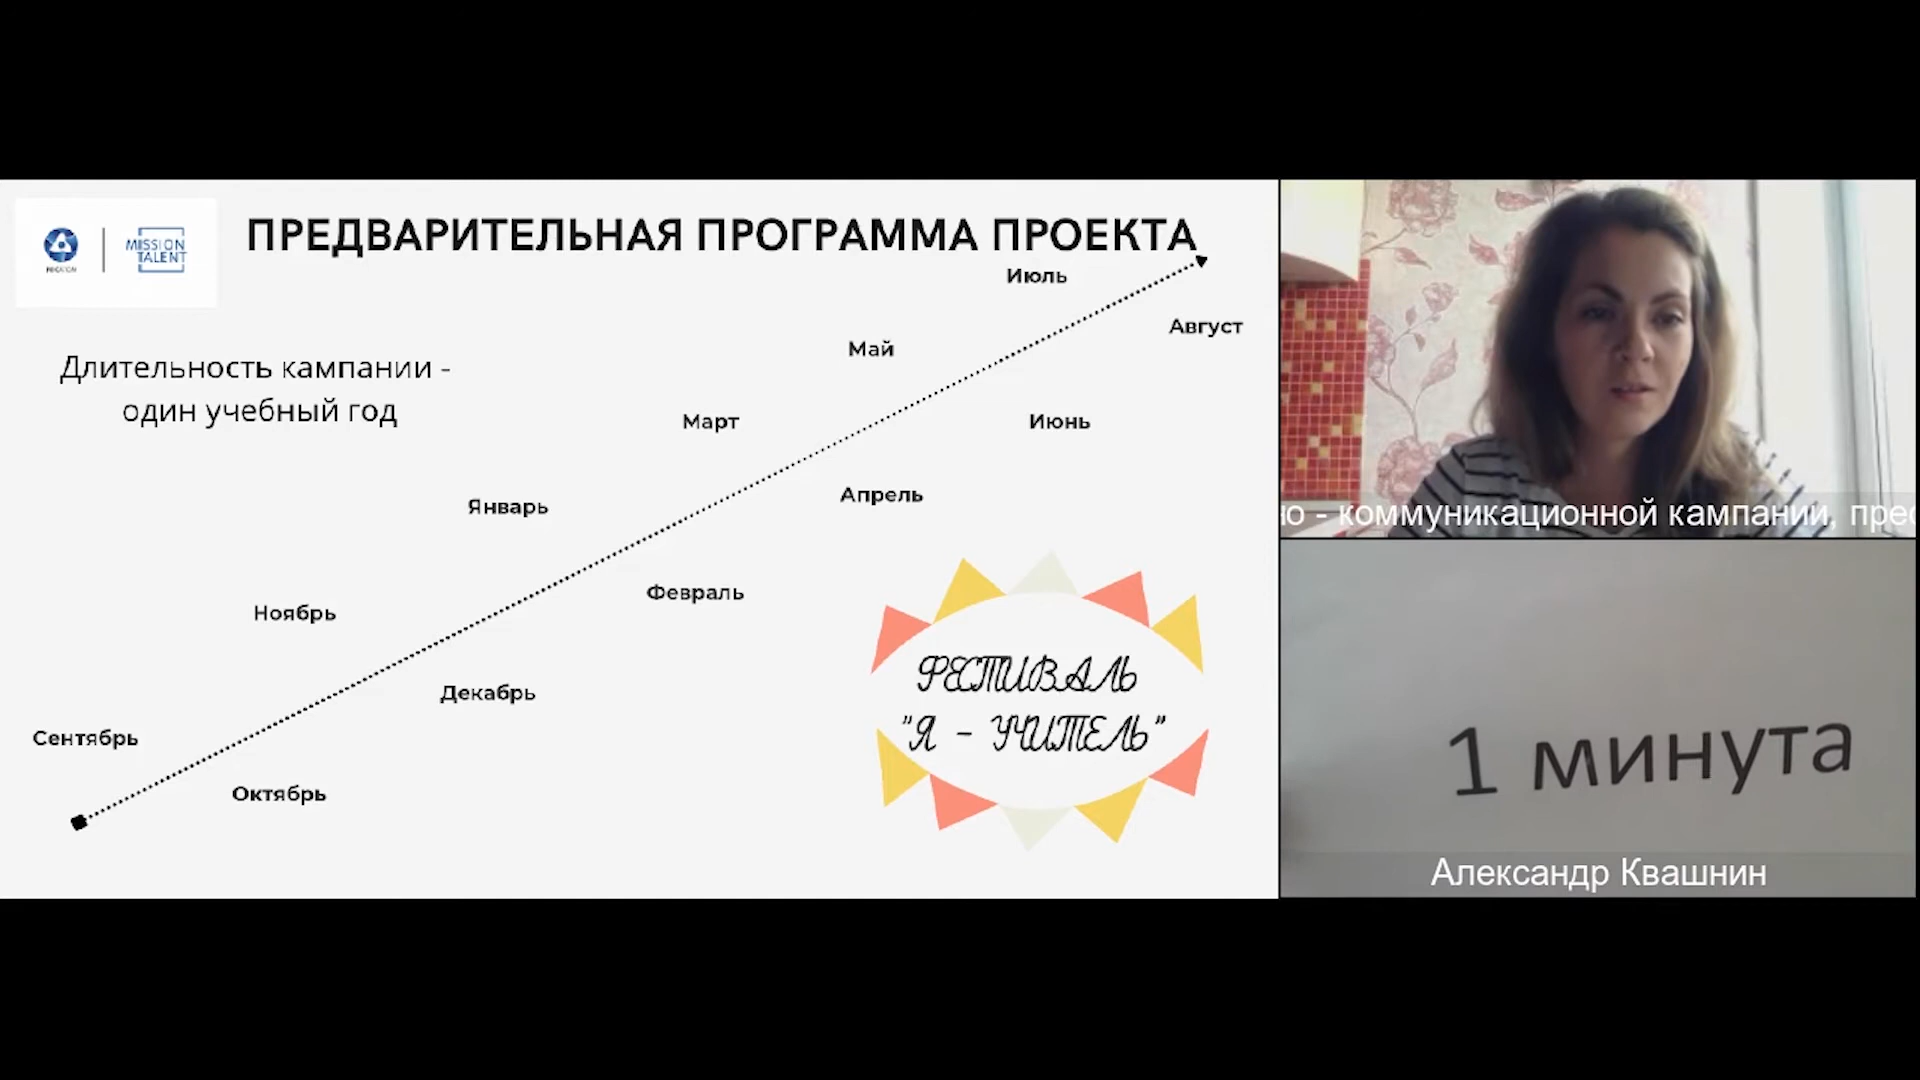 MISSION
TALENT
ПРЕДВАРИТЕЛЬНАЯ ПРОГРАММА ПРОЕКТА
Длительность кампании -
один учебный год
Июль
Август
Май
Март
Июнь
Январь
Апрель
Ноябрь
Февраль
Декабрь
Сентябрь
Октябрь
ФЕСТИВАЛЬ
"Я - УЧИТЕЛЬ"
- коммуникационной кампании,
1 минута
Александр Квашнин